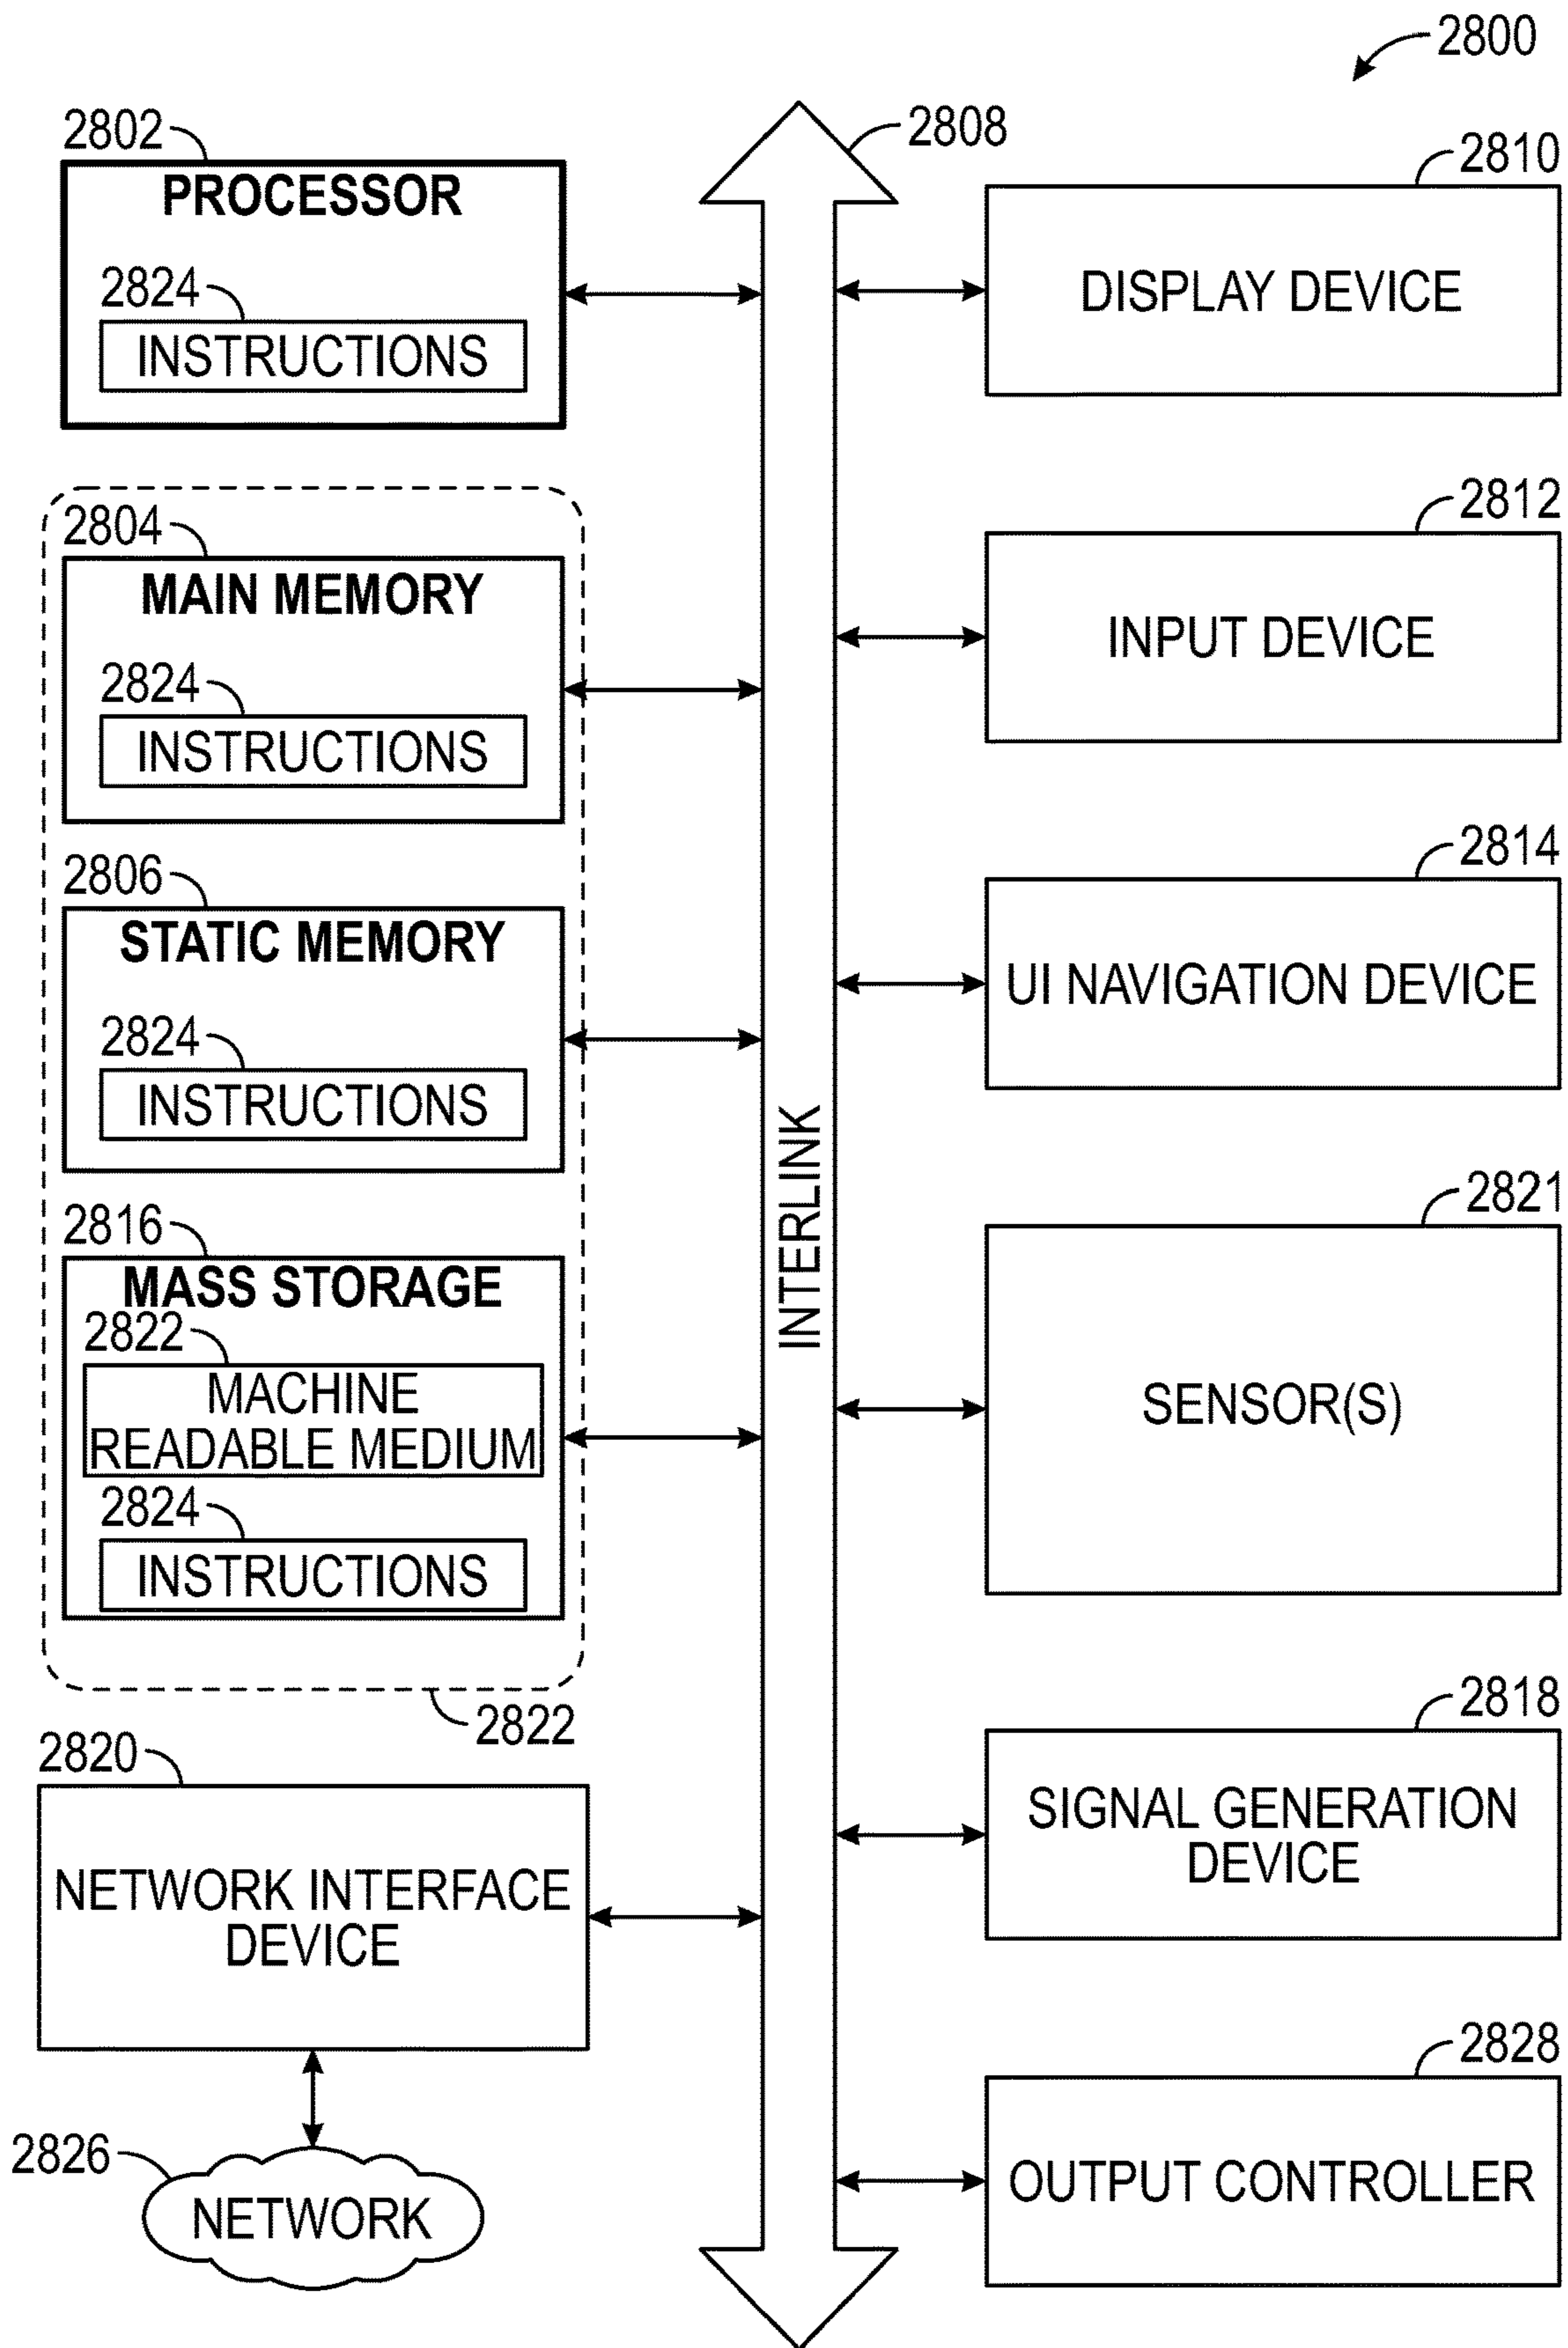 2800
2802
PROCESSOR
2824
INSTRUCTIONS
2804
MAIN MEMORY
2824
INSTRUCTIONS
2806
STATIC MEMORY
2824
INSTRUCTIONS
2816
MASS STORAGE
2822
MACHINE
READABLE MEDIUM
2824
INSTRUCTIONS
2822
2820
NETWORK INTERFACE
DEVICE
2826
NETWORK
2808
INTERLINK
2810
DISPLAY DEVICE
2812
INPUT DEVICE
2814
UI NAVIGATION DEVICE
2821
SENSOR(S)
2818
SIGNAL GENERATION
DEVICE
2828
OUTPUT CONTROLLER